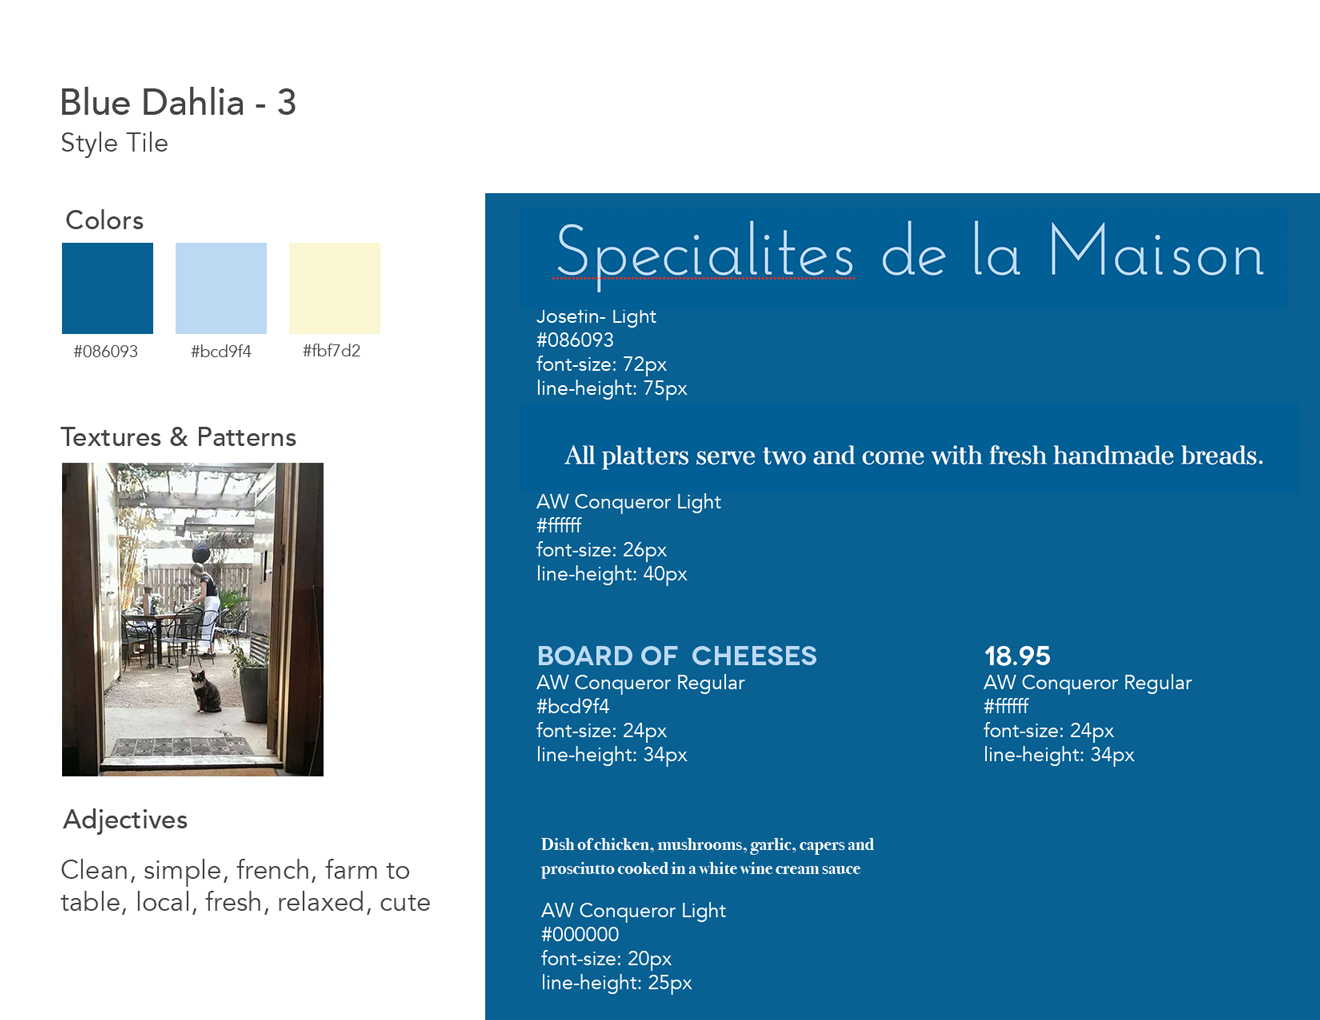 Blue Dahlia - 3
Style Tile
Colors
#086093
#bcd9f4
#fbf7d2
Textures & Patterns
Adjectives
Clean, simple, french, farm to
table, local, fresh, relaxed, cute
Specialites de la Maison
Josefin- Light
#086093
font-size: 72px
line-height: 75px
All platters serve two and come with fresh handmade breads.
AW Conqueror Light
#ffffff
font-size: 26px
line-height: 40px
BOARD OF  CHEESES
AW Conqueror Regular
#bcd9f4
font-size: 24px
line-height: 34px
18.95
AW Conqueror Regular
#ffffff
font-size: 24px
line-height: 34px
Dish of chicken, mushrooms, garlic, capers and
prosciutto cooked in a white wine cream sauce
AW Conqueror Light
#000000
font-size: 20px
line-height: 25px